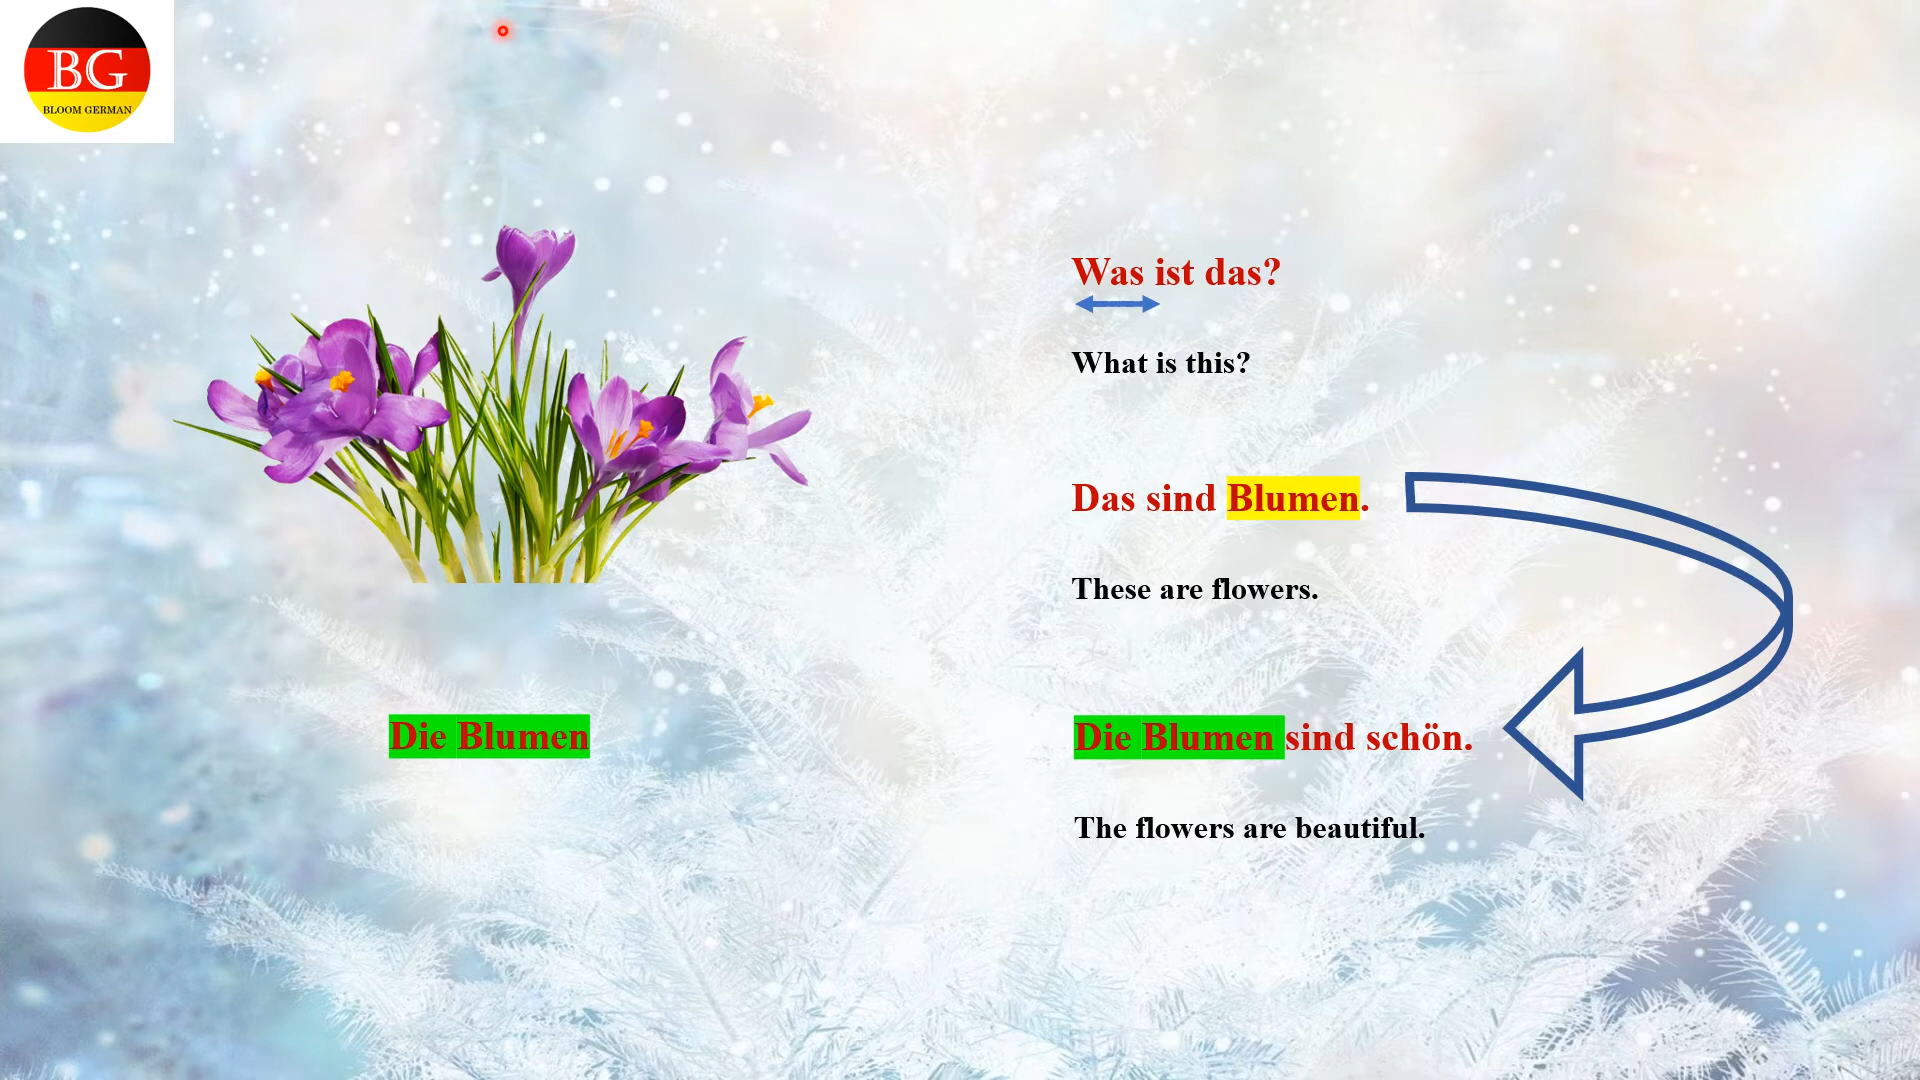 BG
BLOOM GERMAN
Was ist das?
What is this?
Das sind Blumen.
These are flowers.
Die Blumen
Die Blumen sind schön.
The flowers are beautiful.